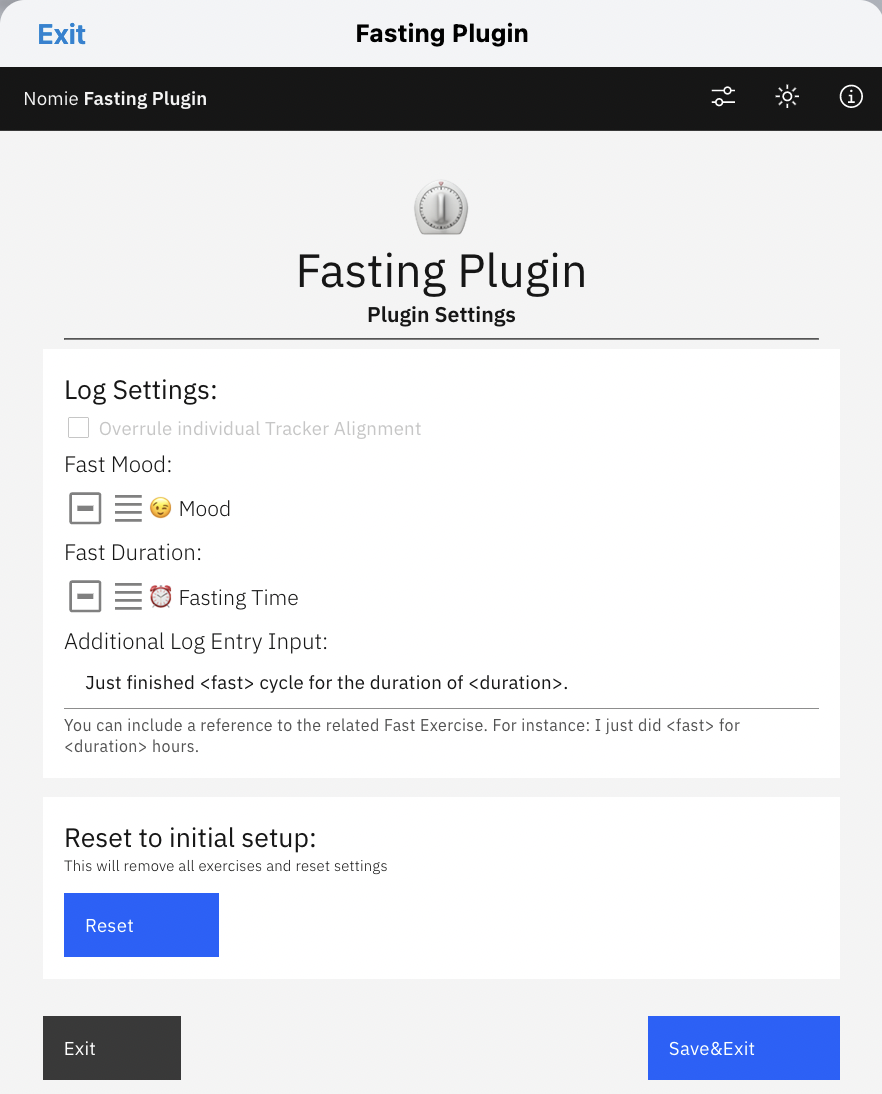 Exit
Fasting Plugin
Nomie Fasting Plugin
Fasting Plugin
Plugin Settings
Log Settings:
Overrule individual Tracker Alignment
Fast Mood:
😉 Mood
Fast Duration:
⏰ Fasting Time
Additional Log Entry Input:
Just finished <fast> cycle for the duration of <duration>.
You can include a reference to the related Fast Exercise. For instance: I just did <fast> for
<duration> hours.
Reset to initial setup:
This will remove all exercises and reset settings
Reset
Exit
Save&Exit